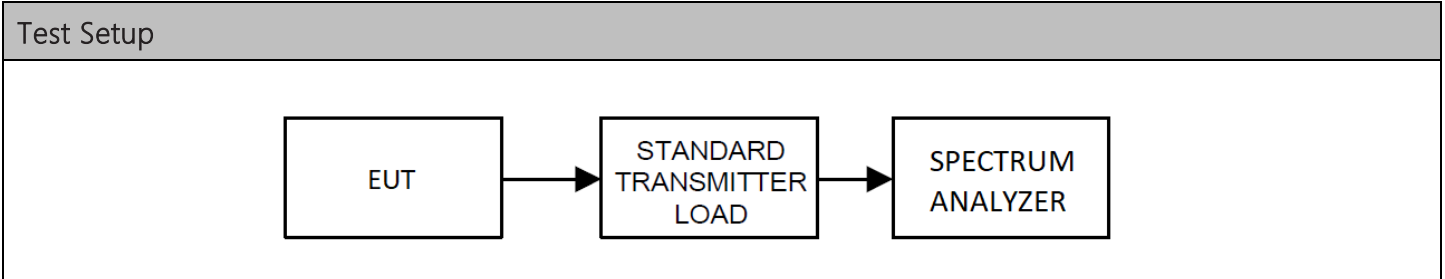 Test Setup
EUT
STANDARD
TRANSMITTER
LOAD
SPECTRUM
ANALYZER